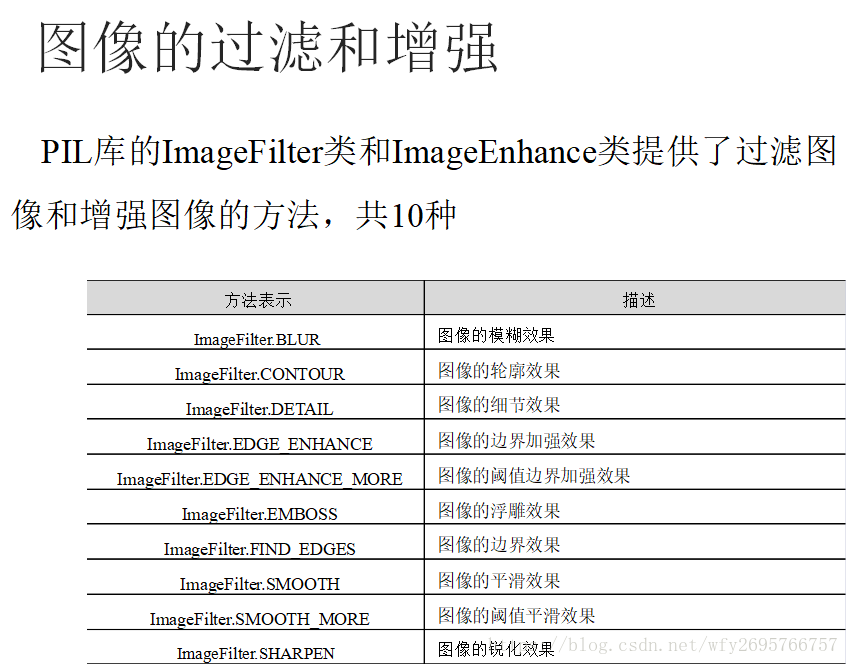 图像的过滤和增强
PIL库的ImageFilter类和ImageEnhance类提供了过滤图
像和增强图像的方法，共10种
方法表示 描述
ImageFilter.BLUR 图像的模糊效果
ImageFilter.CONTOUR 图像的轮廓效果
ImageFilter.DETAIL 图像的细节效果
ImageFilter.EDGE_ENHANCE 图像的边界加强效果
ImageFilter.EDGE_ENHANCE_MORE 图像的阈值边界加强效果
ImageFilter.EMBOSS 图像的浮雕效果
ImageFilter.FIND_EDGES 图像的边界效果
ImageFilter.SMOOTH 图像的平滑效果
ImageFilter.SMOOTH_MORE 图像的阈值平滑效果
ImageFilter.SHARPEN 图像的锐化效果
//blog.csdn.net/wfy2695766757